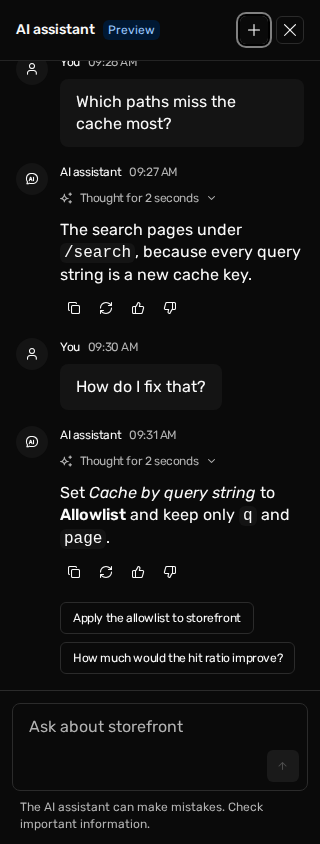 AI assistant Preview
You 09:26 AM
Which paths miss the
cache most?
AI assistant 09:27 AM
Thought for 2 seconds
The search pages under
/search, because every query
string is a new cache key.
You 09:30 AM
How do I fix that?
AI assistant 09:31 AM
Thought for 2 seconds
Set Cache by query string to
Allowlist and keep only q and
page.
Apply the allowlist to storefront
How much would the hit ratio improve?
Ask about storefront
The AI assistant can make mistakes. Check
important information.